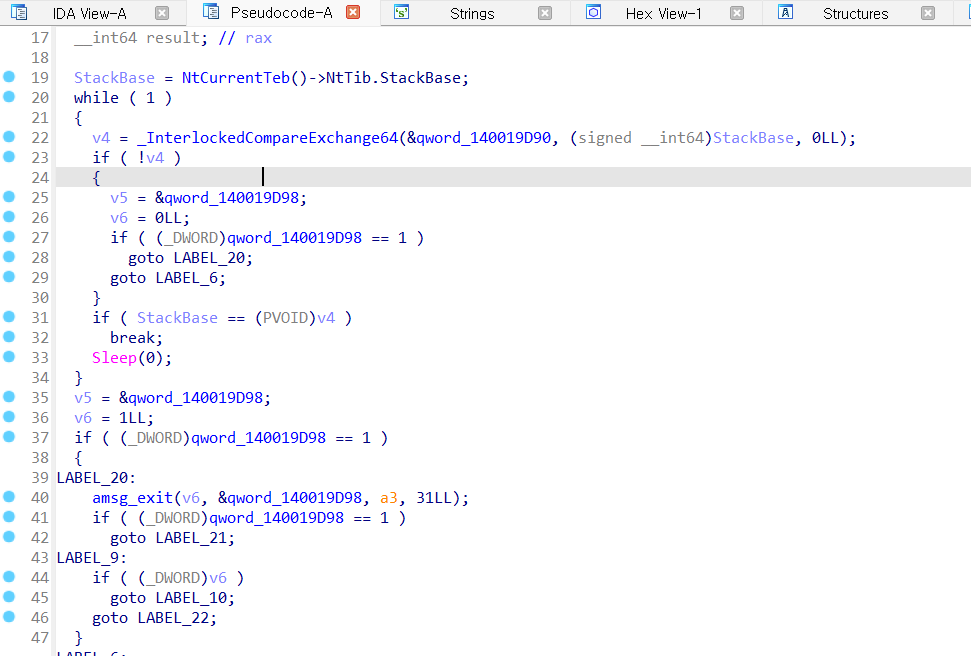 IDA View-A Pseudocode-A Strings Hex View-1 Structures
17 __int64 result; // rax
18
19 StackBase = NtCurrentTeb()->NtTib.StackBase;
20 while ( 1 )
21 {
22 v4 = _InterlockedCompareExchange64(&qword_140019D90, (signed __int64)StackBase, 0LL);
23 if ( !v4 )
24 {
25 v5 = &qword_140019D98;
26 v6 = 0LL;
27 if ( (_DWORD)qword_140019D98 == 1 )
28 goto LABEL_20;
29 goto LABEL_6;
30 }
31 if ( StackBase == (PVOID)v4 )
32 break;
33 Sleep(0);
34 }
35 v5 = &qword_140019D98;
36 v6 = 1LL;
37 if ( (_DWORD)qword_140019D98 == 1 )
38 {
39 LABEL_20:
40 amsg_exit(v6, &qword_140019D98, a3, 31LL);
41 if ( (_DWORD)qword_140019D98 == 1 )
42 goto LABEL_21;
43 LABEL_9:
44 if ( (_DWORD)v6 )
45 goto LABEL_10;
46 goto LABEL_22;
47 }